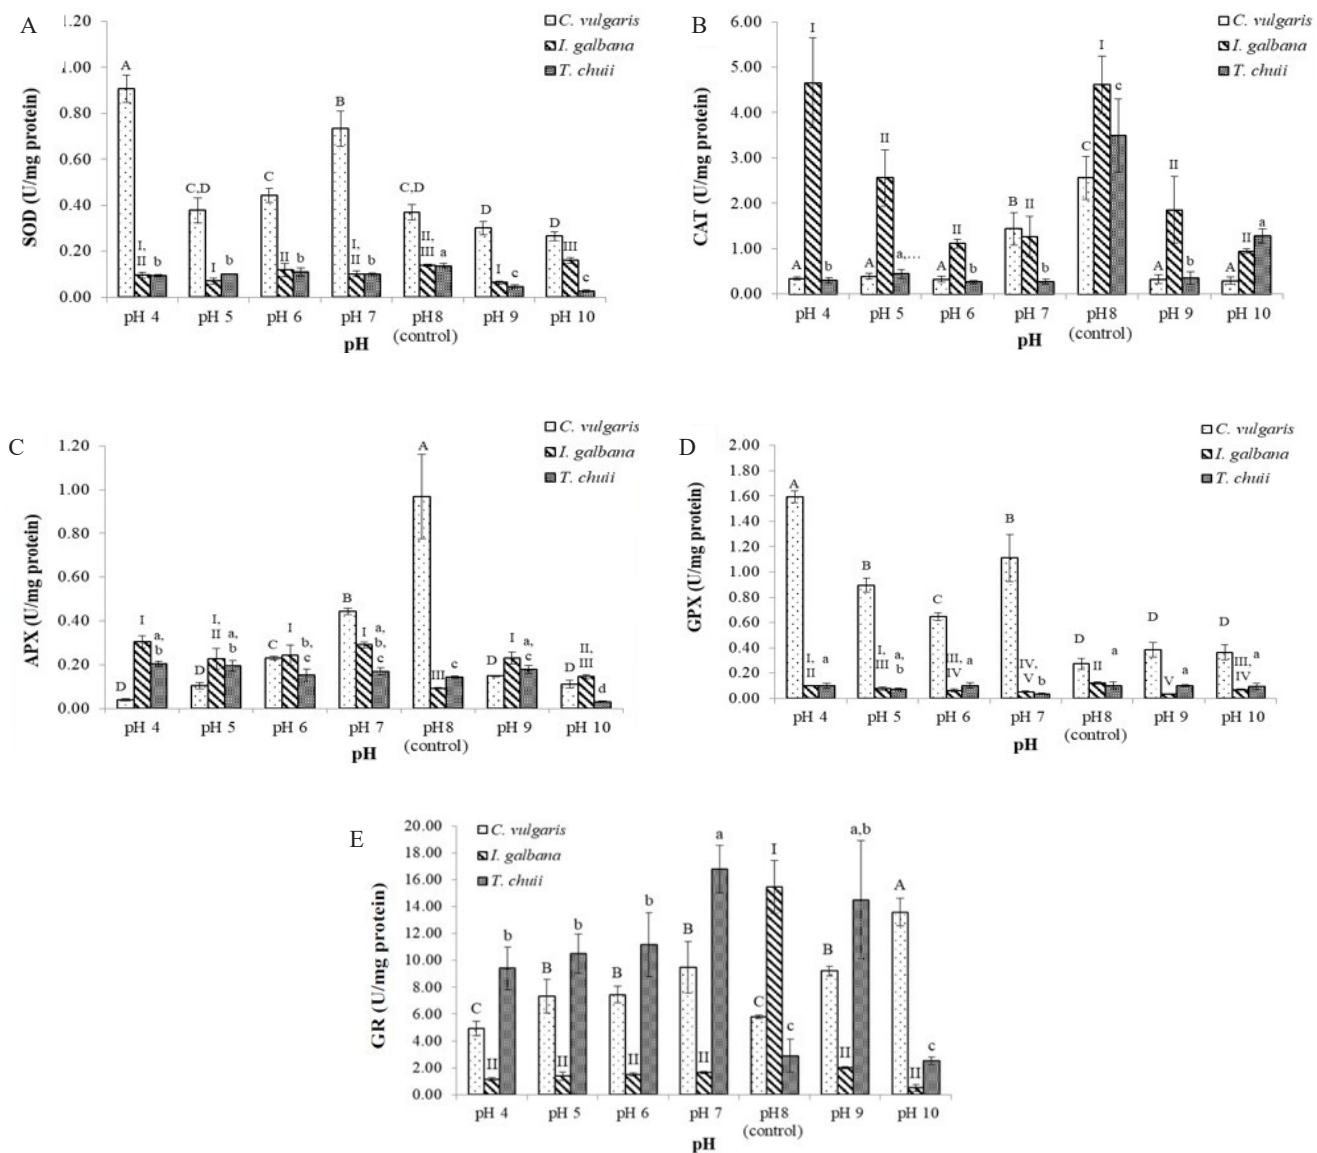 A
1.20
1.00
0.80
0.60
0.40
0.20
0.00
SOD (U/mg protein)
C. vulgaris
I. galbana
T. chuii
A
I,
II
b
C,D
I
b
C
II
b
B
I,
II
b
C,D
II,
III
a
D
I
c
D
III
c
pH 4
pH 5
pH 6
pH 7
pH8
(control)
pH 9
pH 10
pH
B
6.00
5.00
4.00
3.00
2.00
1.00
0.00
CAT (U/mg protein)
C. vulgaris
I. galbana
T. chuii
A
I
b
A
II
a,...
A
II
b
B
II
b
C
I
c
A
II
b
A
II
a
pH 4
pH 5
pH 6
pH 7
pH8
(control)
pH 9
pH 10
pH
C
1.20
1.00
0.80
0.60
0.40
0.20
0.00
APX (U/mg protein)
C. vulgaris
I. galbana
T. chuii
D
I
a,
b
D
I,
II
a,
b
C
I
b,
c
B
I
a,
b,
c
A
III
c
D
I
a,
c
D
II,
III
d
pH 4
pH 5
pH 6
pH 7
pH8
(control)
pH 9
pH 10
pH
D
2.00
1.80
1.60
1.40
1.20
1.00
0.80
0.60
0.40
0.20
0.00
GPX (U/mg protein)
C. vulgaris
I. galbana
T. chuii
A
I,
II
a
B
I,
III
a,
b
C
III,
IV
a
B
IV,
V
b
D
II
a
D
V
a
D
III,
IV
a
pH 4
pH 5
pH 6
pH 7
pH8
(control)
pH 9
pH 10
pH
E
20.00
18.00
16.00
14.00
12.00
10.00
8.00
6.00
4.00
2.00
0.00
GR (U/mg protein)
C. vulgaris
I. galbana
T. chuii
C
II
b
B
II
b
B
II
b
B
II
a
C
I
c
B
II
a,b
A
II
c
pH 4
pH 5
pH 6
pH 7
pH8
(control)
pH 9
pH 10
pH